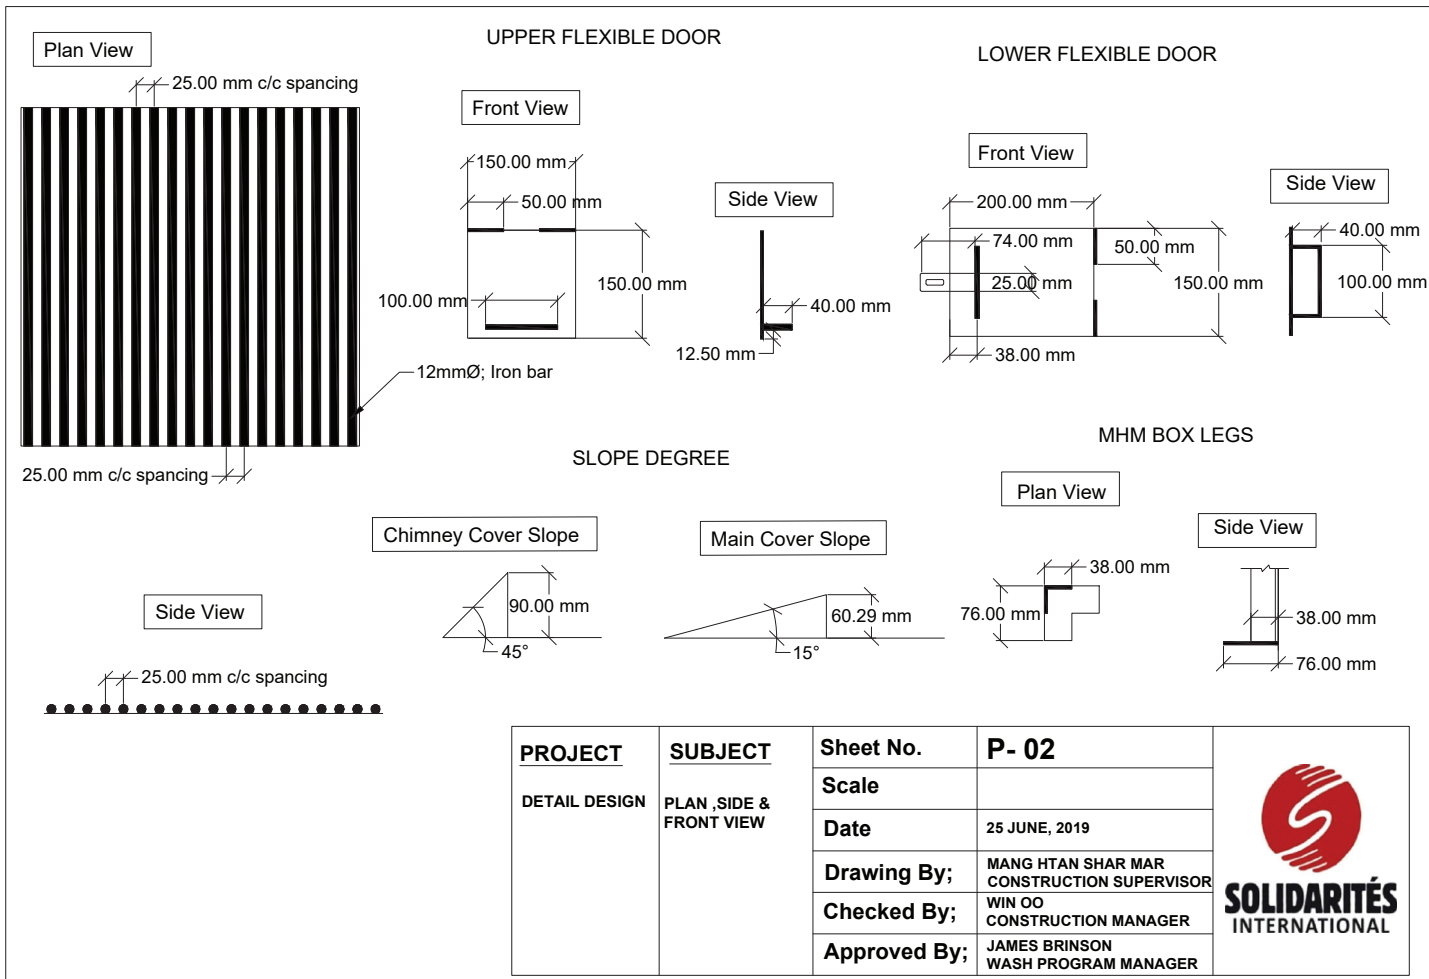 Plan View
25.00 mm c/c spancing
12mmØ; Iron bar
25.00 mm c/c spancing
Side View
25.00 mm c/c spancing
UPPER FLEXIBLE DOOR
Front View
150.00 mm
50.00 mm
150.00 mm
100.00 mm
Side View
40.00 mm
12.50 mm
LOWER FLEXIBLE DOOR
Front View
200.00 mm
74.00 mm
50.00 mm
25.00 mm
150.00 mm
38.00 mm
Side View
40.00 mm
100.00 mm
SLOPE DEGREE
Chimney Cover Slope
90.00 mm
45°
Main Cover Slope
60.29 mm
15°
MHM BOX LEGS
Plan View
38.00 mm
76.00 mm
Side View
38.00 mm
76.00 mm
PROJECT
DETAIL DESIGN
SUBJECT
PLAN ,SIDE &
FRONT VIEW
Sheet No. P- 02
Scale
Date 25 JUNE, 2019
Drawing By; MANG HTAN SHAR MAR
CONSTRUCTION SUPERVISOR
Checked By; WIN OO
CONSTRUCTION MANAGER
Approved By; JAMES BRINSON
WASH PROGRAM MANAGER
SOLIDARITÉS
INTERNATIONAL